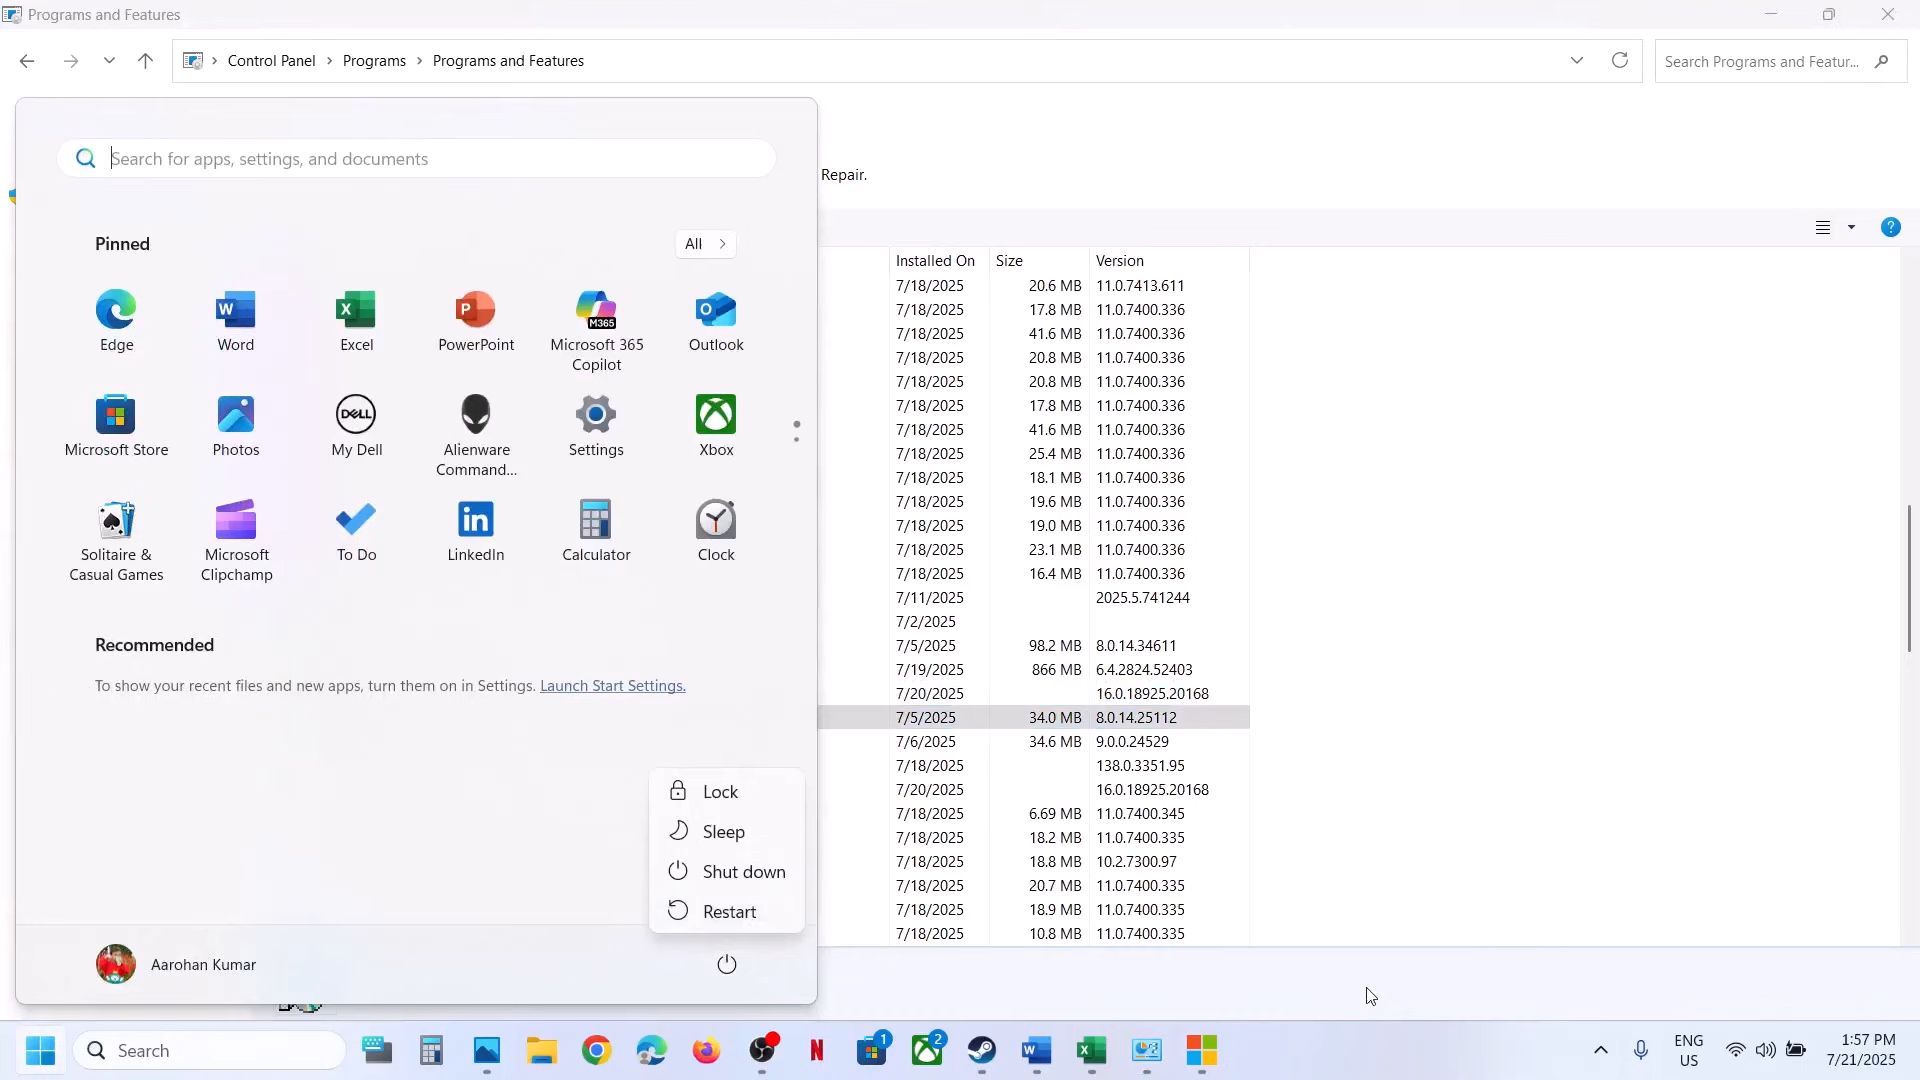 Programs and Features
Control Panel > Programs > Programs and Features
Search Programs and Featur...
Search for apps, settings, and documents
Repair.
Pinned
All
Edge
Word
Excel
PowerPoint
Microsoft 365 Copilot
Outlook
M365
Microsoft Store
Photos
My Dell
DELL
Alienware Command...
Settings
Xbox
Solitaire & Casual Games
Microsoft Clipchamp
To Do
LinkedIn
Calculator
Clock
Recommended
To show your recent files and new apps, turn them on in Settings. Launch Start Settings.
Lock
Sleep
Shut down
Restart
Aarohan Kumar
Installed On Size Version
7/18/2025 20.6 MB 11.0.7413.611
7/18/2025 17.8 MB 11.0.7400.336
7/18/2025 41.6 MB 11.0.7400.336
7/18/2025 20.8 MB 11.0.7400.336
7/18/2025 20.8 MB 11.0.7400.336
7/18/2025 17.8 MB 11.0.7400.336
7/18/2025 41.6 MB 11.0.7400.336
7/18/2025 25.4 MB 11.0.7400.336
7/18/2025 18.1 MB 11.0.7400.336
7/18/2025 19.6 MB 11.0.7400.336
7/18/2025 19.0 MB 11.0.7400.336
7/18/2025 23.1 MB 11.0.7400.336
7/18/2025 16.4 MB 11.0.7400.336
7/11/2025 2025.5.741244
7/2/2025
7/5/2025 98.2 MB 8.0.14.34611
7/19/2025 866 MB 6.4.2824.52403
7/20/2025 16.0.18925.20168
7/5/2025 34.0 MB 8.0.14.25112
7/6/2025 34.6 MB 9.0.0.24529
7/18/2025 138.0.3351.95
7/20/2025 16.0.18925.20168
7/18/2025 6.69 MB 11.0.7400.345
7/18/2025 18.2 MB 11.0.7400.335
7/18/2025 18.8 MB 10.2.7300.97
7/18/2025 20.7 MB 11.0.7400.335
7/18/2025 18.9 MB 11.0.7400.335
7/18/2025 10.8 MB 11.0.7400.335
Search
1
2
ENG
US
1:57 PM
7/21/2025